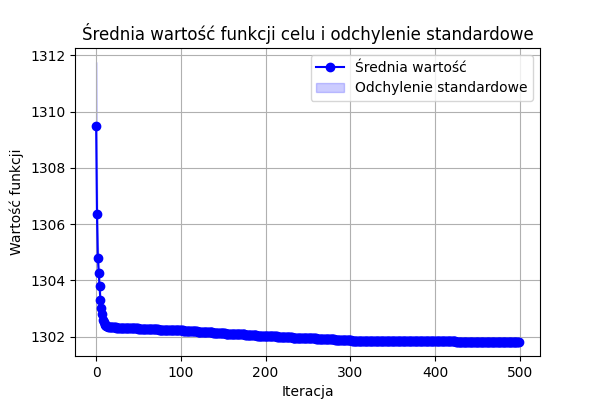 Średnia wartość funkcji celu i odchylenie standardowe
1312
1310
1308
1306
1304
1302
Wartość funkcji
Średnia wartość
Odchylenie standardowe
0
100
200
300
400
500
Iteracja